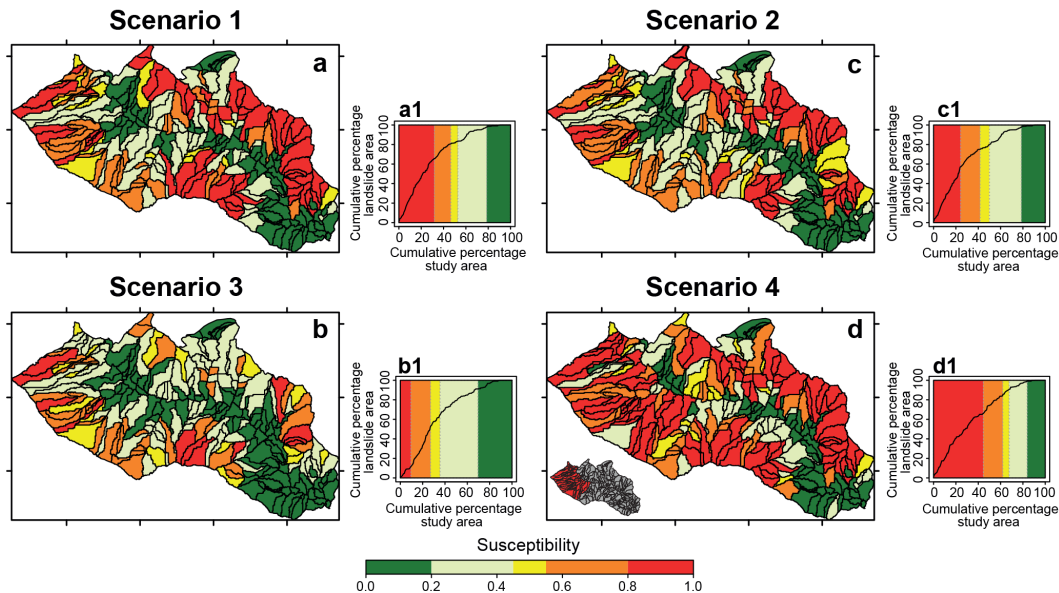 Scenario 1
Scenario 2
a
c
a1
Cumulative percentage
landslide area
0 20 40 60 80 100
0 20 40 60 80 100
Cumulative percentage
study area
c1
Cumulative percentage
landslide area
0 20 40 60 80 100
0 20 40 60 80 100
Cumulative percentage
study area
Scenario 3
Scenario 4
b
d
b1
Cumulative percentage
landslide area
0 20 40 60 80 100
0 20 40 60 80 100
Cumulative percentage
study area
d1
Cumulative percentage
landslide area
0 20 40 60 80 100
0 20 40 60 80 100
Cumulative percentage
study area
Susceptibility
0.0 0.2 0.4 0.6 0.8 1.0